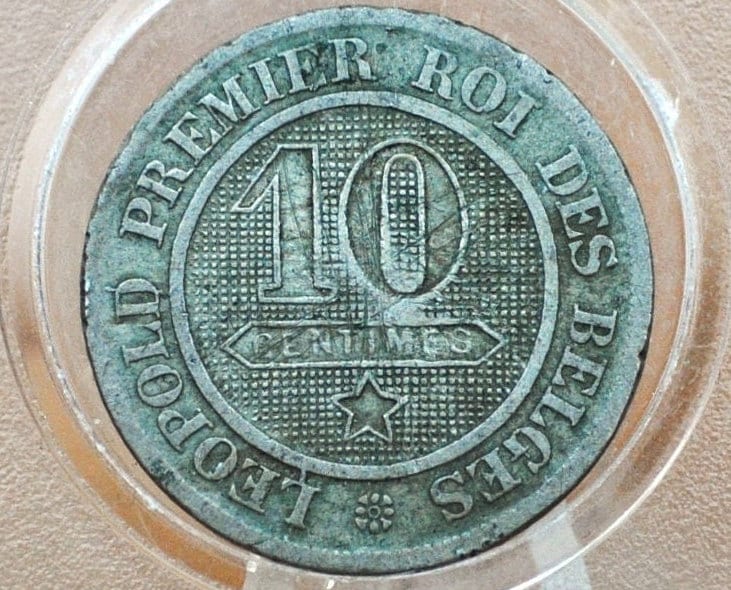 LEOPOLD PREMIER ROI DES BELGES
10
CENTIMES